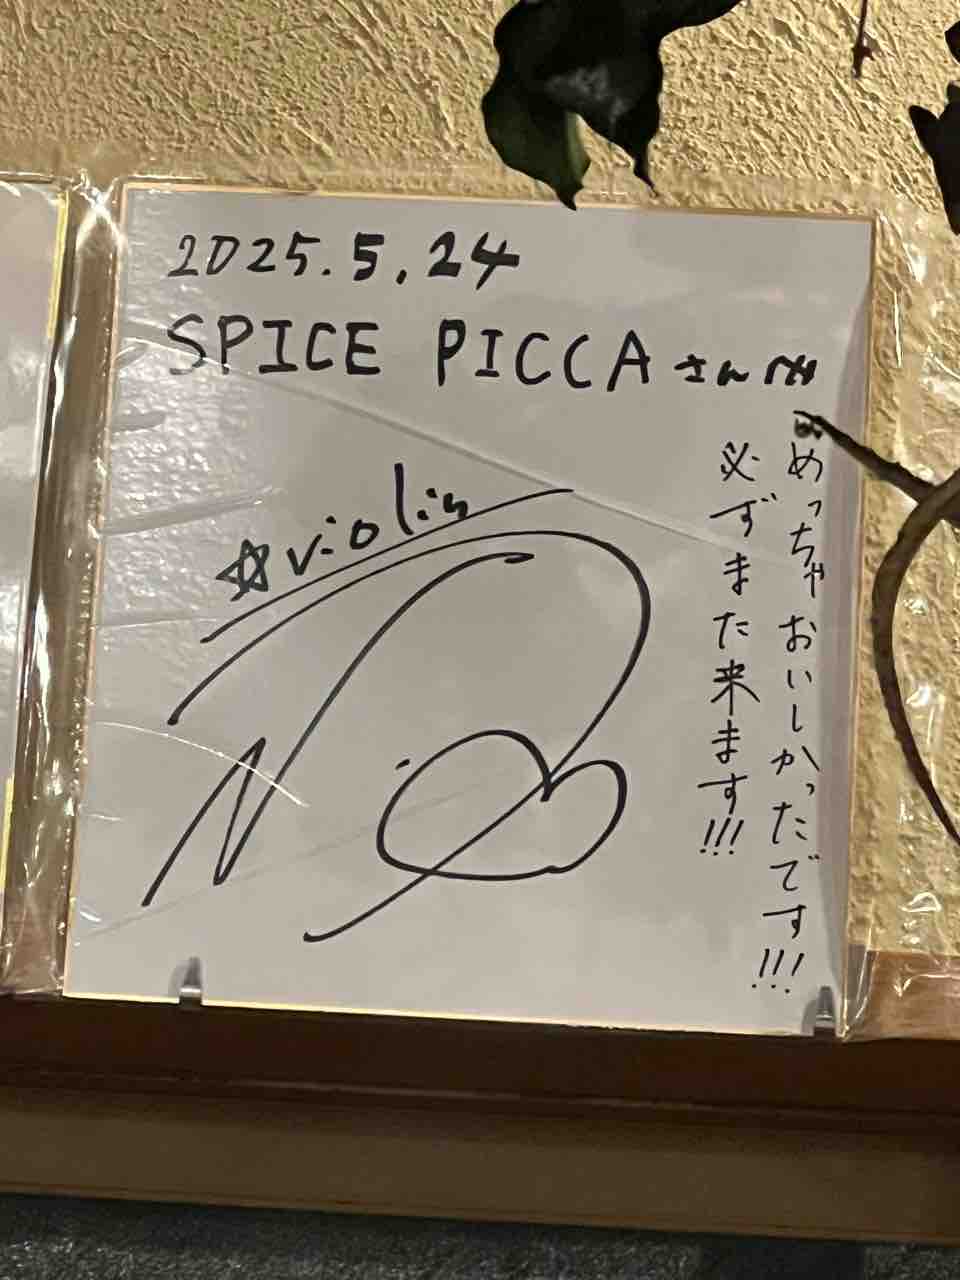 2025.5.24
SPICE PICCA さん江
☆violin
めっちゃおいしかったです!!!
必ずまた来ます!!!